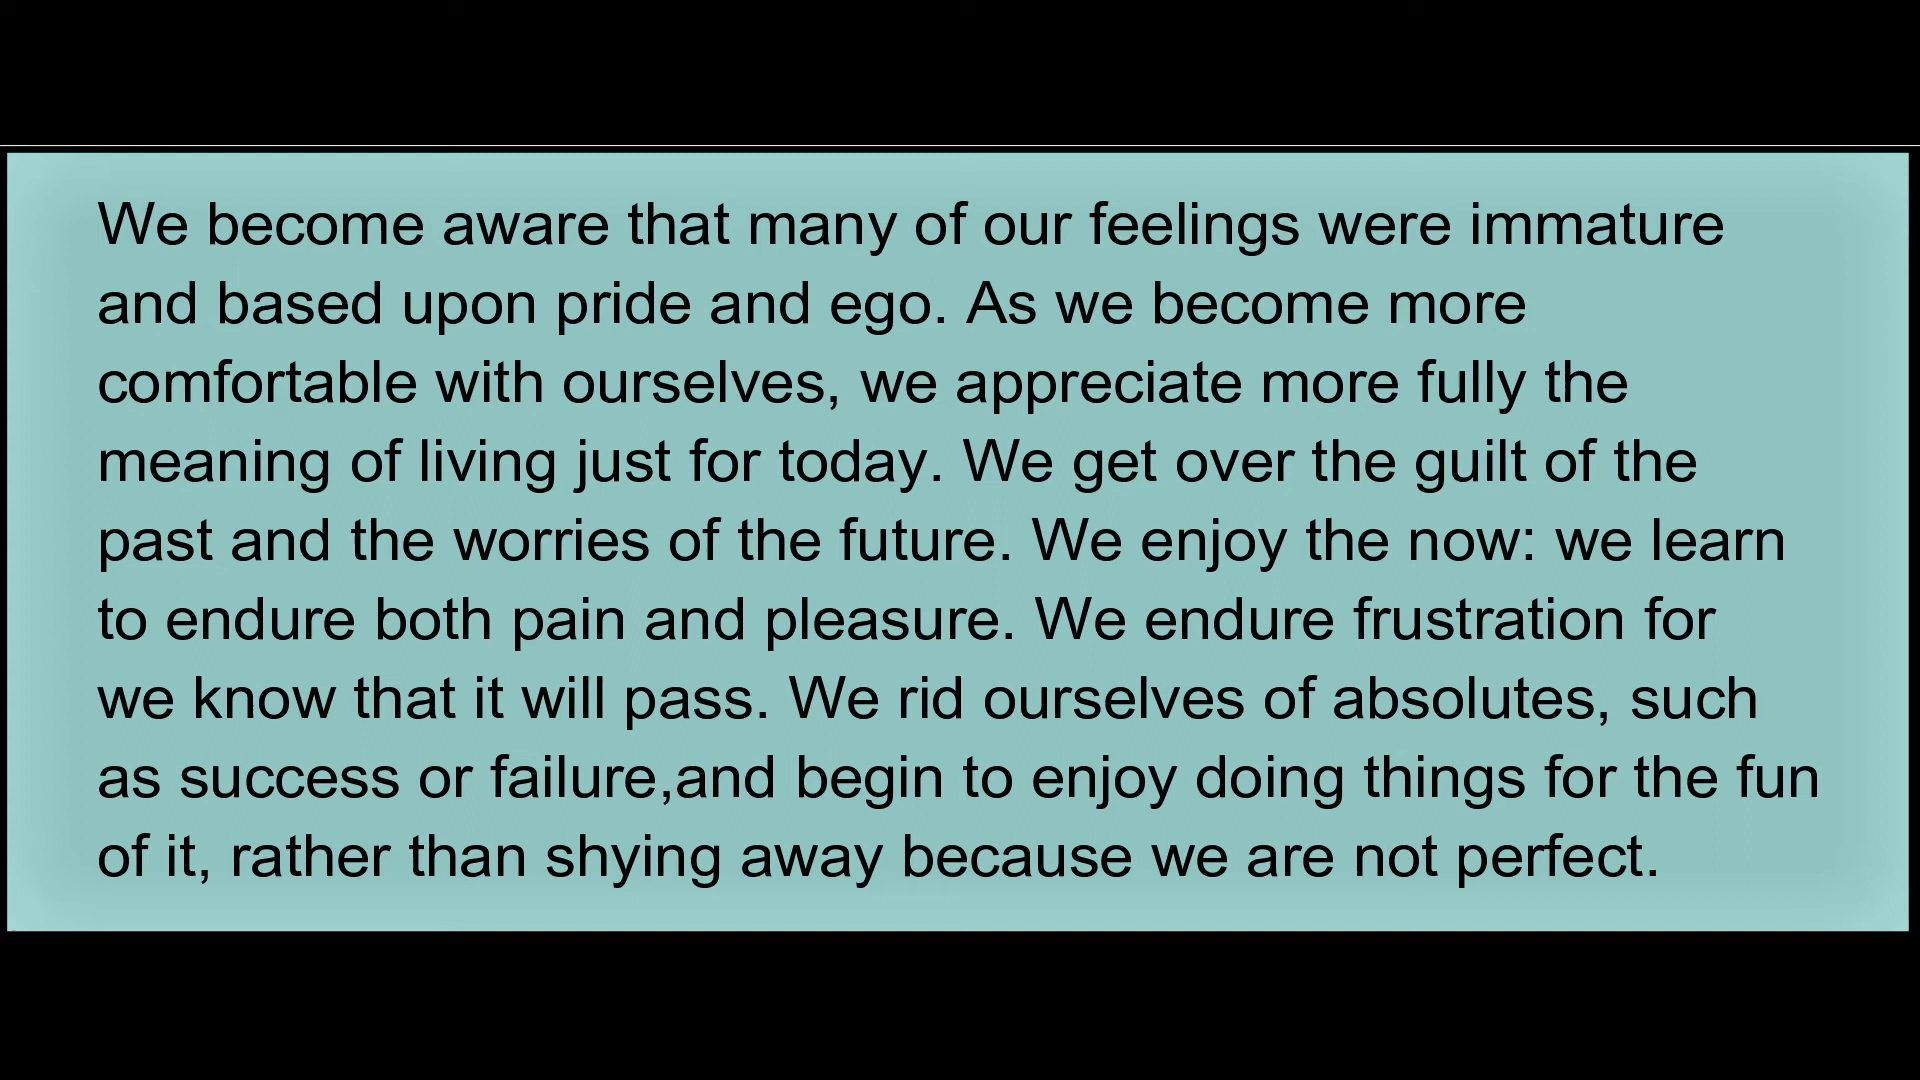 We become aware that many of our feelings were immature
and based upon pride and ego. As we become more
comfortable with ourselves, we appreciate more fully the
meaning of living just for today. We get over the guilt of the
past and the worries of the future. We enjoy the now: we learn
to endure both pain and pleasure. We endure frustration for
we know that it will pass. We rid ourselves of absolutes, such
as success or failure,and begin to enjoy doing things for the fun
of it, rather than shying away because we are not perfect.